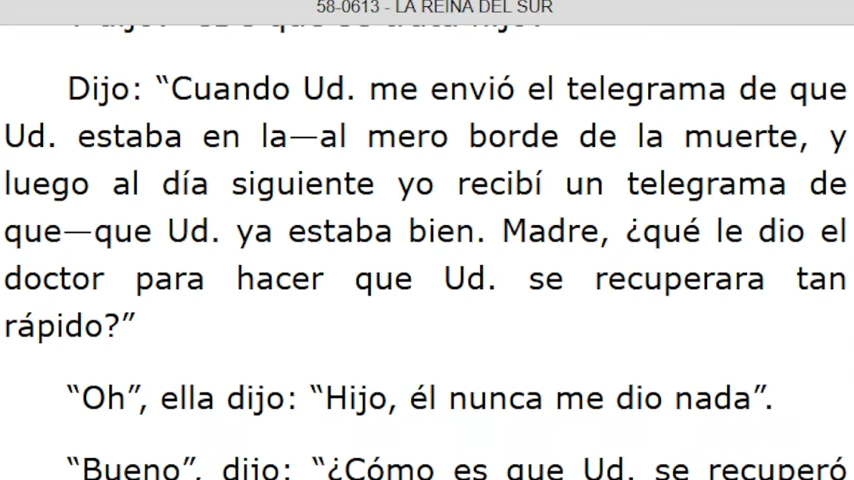 58-0613 - LA REINA DEL SUR
Dijo: “Cuando Ud. me envió el telegrama de que
Ud. estaba en la—al mero borde de la muerte, y
luego al día siguiente yo recibí un telegrama de
que—que Ud. ya estaba bien. Madre, ¿qué le dio el
doctor para hacer que Ud. se recuperara tan
rápido?”
“Oh”, ella dijo: “Hijo, él nunca me dio nada”.
“Bueno”, dijo: “¿Cómo es que Ud. se recuperó